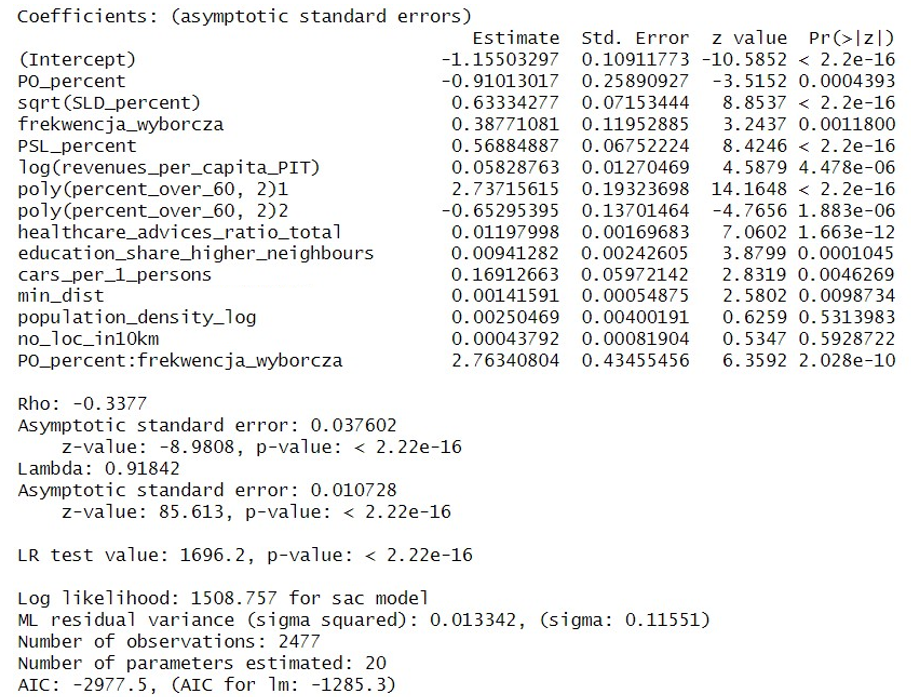 Coefficients: (asymptotic standard errors)
Estimate Std. Error z value Pr(>|z|)
(Intercept) -1.15503297 0.10911773 -10.5852 < 2.2e-16
PO_percent -0.91013017 0.25890927 -3.5152 0.0004393
sqrt(SLD_percent) 0.63334277 0.07153444 8.8537 < 2.2e-16
frekwencja_wyborcza 0.38771081 0.11952885 3.2437 0.0011800
PSL_percent 0.56884887 0.06752224 8.4246 < 2.2e-16
log(revenues_per_capita_PIT) 0.05828763 0.01270469 4.5879 4.478e-06
poly(percent_over_60, 2)1 2.73715615 0.19323698 14.1648 < 2.2e-16
poly(percent_over_60, 2)2 -0.65295395 0.13701464 -4.7656 1.883e-06
healthcare_advices_ratio_total 0.01197998 0.00169683 7.0602 1.663e-12
education_share_higher_neighbours 0.00941282 0.00242605 3.8799 0.0001045
cars_per_1_persons 0.16912663 0.05972142 2.8319 0.0046269
min_dist 0.00141591 0.00054875 2.5802 0.0098734
population_density_log 0.00250469 0.00400191 0.6259 0.5313983
no_loc_in10km 0.00043792 0.00081904 0.5347 0.5928722
PO_percent:frekwencja_wyborcza 2.76340804 0.43455456 6.3592 2.028e-10
Rho: -0.3377
Asymptotic standard error: 0.037602
z-value: -8.9808, p-value: < 2.22e-16
Lambda: 0.91842
Asymptotic standard error: 0.010728
z-value: 85.613, p-value: < 2.22e-16
LR test value: 1696.2, p-value: < 2.22e-16
Log likelihood: 1508.757 for sac model
ML residual variance (sigma squared): 0.013342, (sigma: 0.11551)
Number of observations: 2477
Number of parameters estimated: 20
AIC: -2977.5, (AIC for lm: -1285.3)